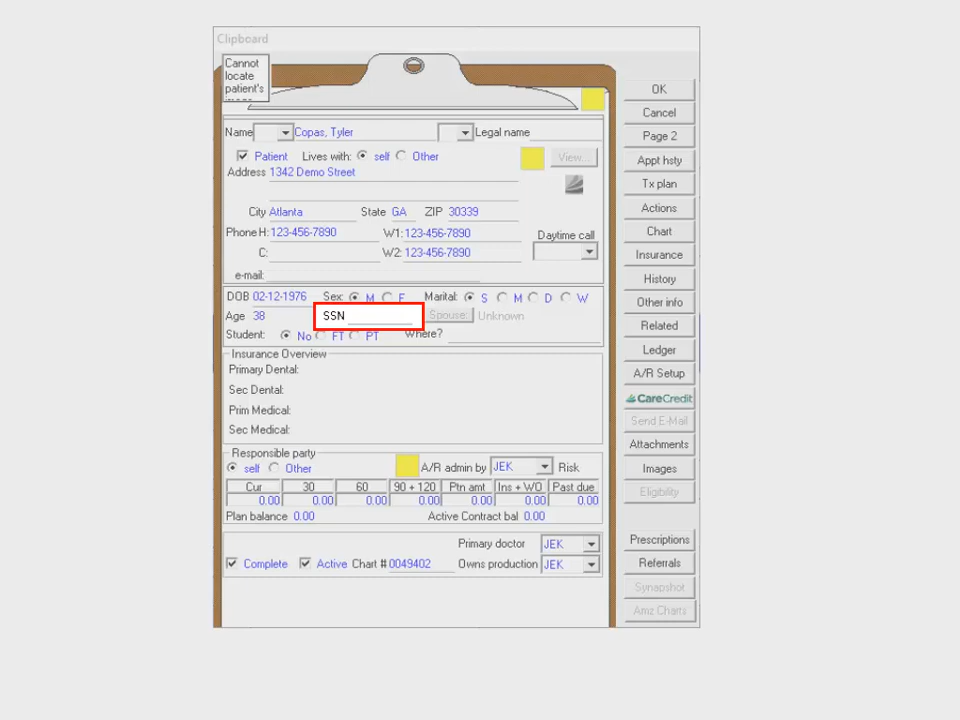 Clipboard
Cannot
locate
patient's
OK
Cancel
Page 2
Name Copas, Tyler Legal name
Patient Lives with: self Other View...
Appt hsty
Address 1342 Demo Street
Tx plan
City Atlanta State GA ZIP 30339
Actions
Phone H: 123-456-7890 W1: 123-456-7890 Daytime call
Chart
C: W2: 123-456-7890
Insurance
e-mail:
History
DOB 02-12-1976 Sex: M F Marital: S M D W
Other info
Age 38 SSN Spouse: Unknown
Related
Student: No FT PT Where?
Insurance Overview
Ledger
Primary Dental:
A/R Setup
Sec Dental:
CareCredit
Prim Medical:
Send E-Mail
Sec Medical:
Attachments
Responsible party
self Other A/R admin by JEK Risk
Images
Cur 30 60 90 + 120 Ptn amt Ins + WO Past due
Eligibility
0.00 0.00 0.00 0.00 0.00 0.00 0.00
Plan balance 0.00 Active Contract bal 0.00
Primary doctor JEK
Prescriptions
Complete Active Chart # 0049402 Owns production JEK
Referrals
Synapshot
Amz Charts